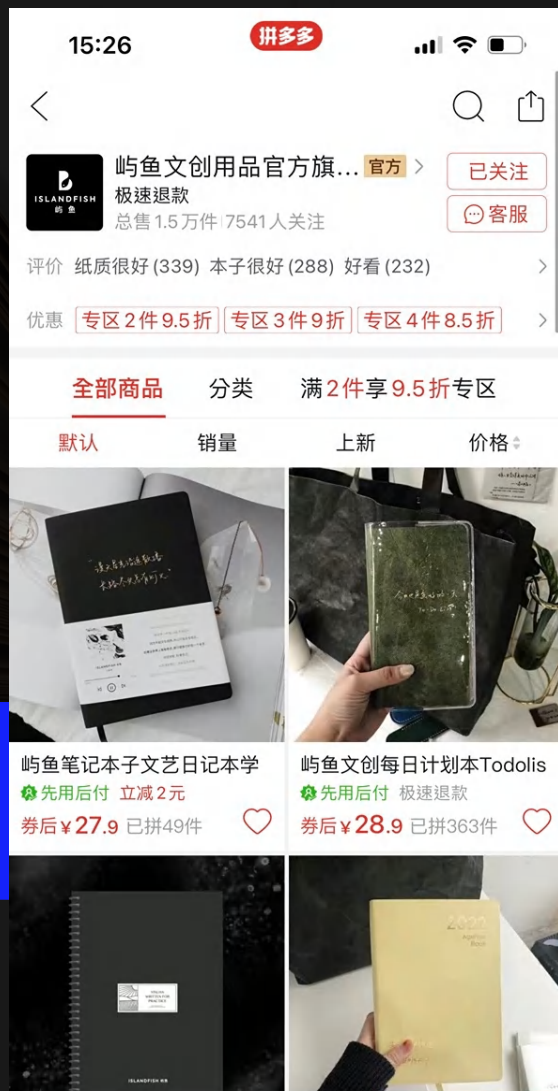 15:26
拼多多
屿鱼文创用品官方旗... 官方
已关注
ISLANDFISH
屿鱼
极速退款
总售1.5万件 7541人关注
客服
评价 纸质很好(339) 本子很好(288) 好看(232)
优惠 专区2件9.5折 专区3件9折 专区4件8.5折
全部商品 分类 满2件享9.5折专区
默认 销量 上新 价格
屿鱼笔记本子文艺日记本学
先用后付 立减2元
券后¥27.9 已拼49件
屿鱼文创每日计划本Todolis
先用后付 极速退款
券后¥28.9 已拼363件
ISLANDFISH
2022
Agenda
Book